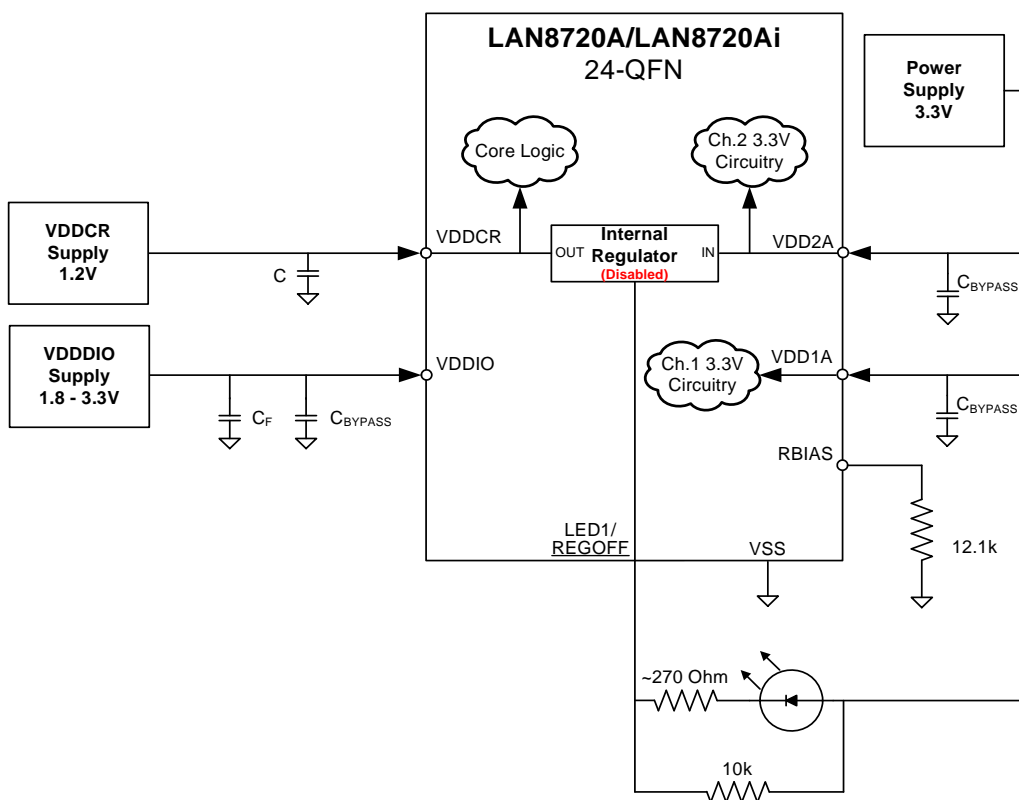 LAN8720A/LAN8720Ai
24-QFN
Power
Supply
3.3V
Core Logic
Ch.2 3.3V
Circuitry
VDDCR
Supply
1.2V
VDDCR
OUT
Internal
Regulator
(Disabled)
IN
VDD2A
C
CBYPASS
VDDDIO
Supply
1.8 - 3.3V
VDDIO
Ch.1 3.3V
Circuitry
VDD1A
CF
CBYPASS
CBYPASS
RBIAS
12.1k
LED1/
REGOFF
VSS
~270 Ohm
10k